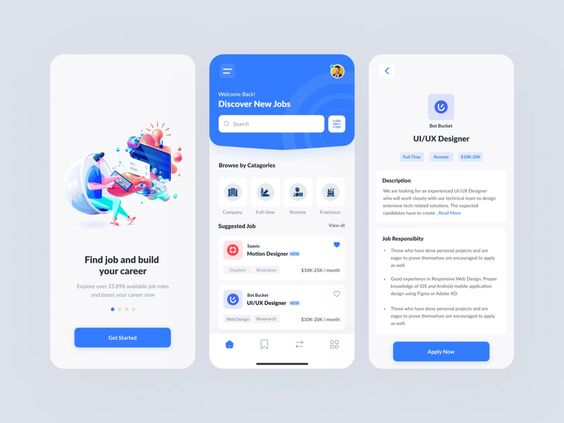 Find job and build
your career
Explore over 25,898 available job roles
and boost your career now
Get Started
Welcome Back!
Discover New Jobs
Search
Browse by Catagories
Company
Full-time
Remote
Freelance
Suggested Job
View all
Motion Designer NEW
Graphics
Illustration
$10K-25K / month
Bot Bucket
UI/UX Designer NEW
Web Design
Research
$10K-20K / month
Bot Bucket
UI/UX Designer
Full Time
Remote
$10K-20K
Description
We are looking for an experienced UI/UX Designer
who will work closely with our technical team to design
extensive tech-related solutions. The expected
candidates have to create ..Read More
Job Responsibity
Those who have done personal projects and are
eager to prove themselves are encouraged to apply
as well.
Good experience in Responsive Web Design. Proper
knowledge of iOS and Android mobile application
design using Figma or Adobe XD.
Those who have done personal projects and are
eager to prove themselves are encouraged to apply
as well.
Apply Now